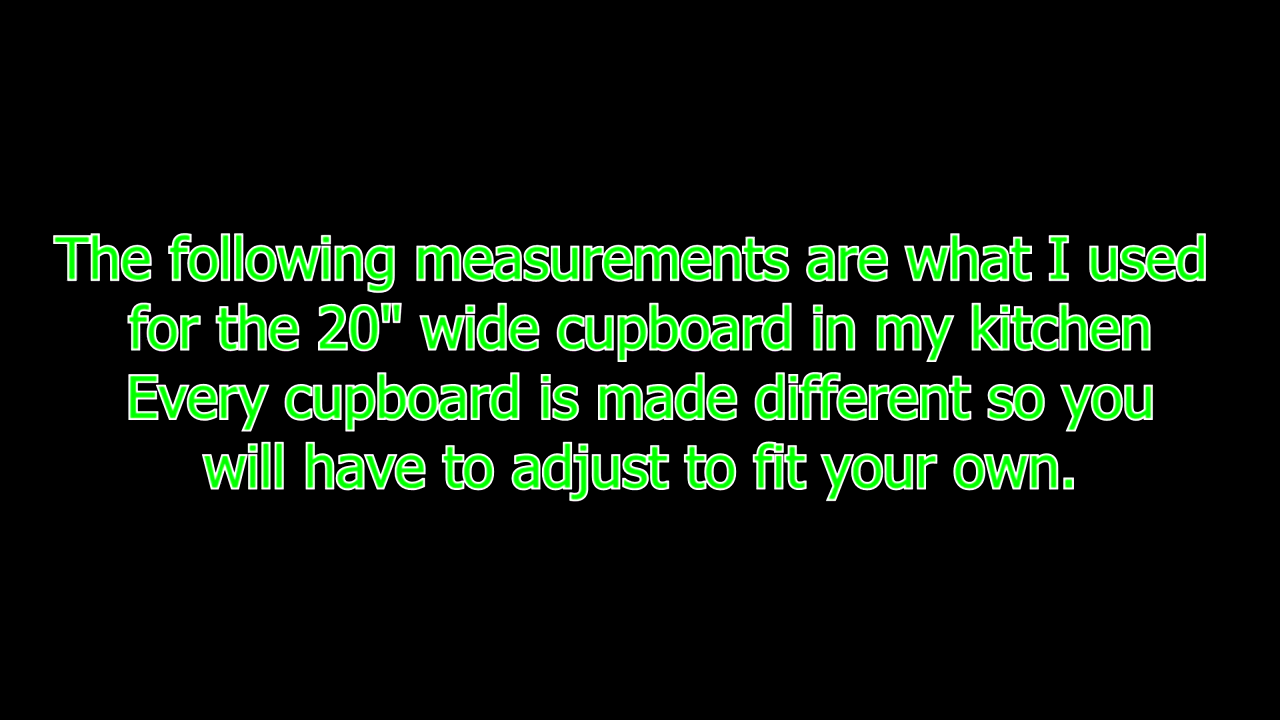 The following measurements are what I used
for the 20" wide cupboard in my kitchen
Every cupboard is made different so you
will have to adjust to fit your own.